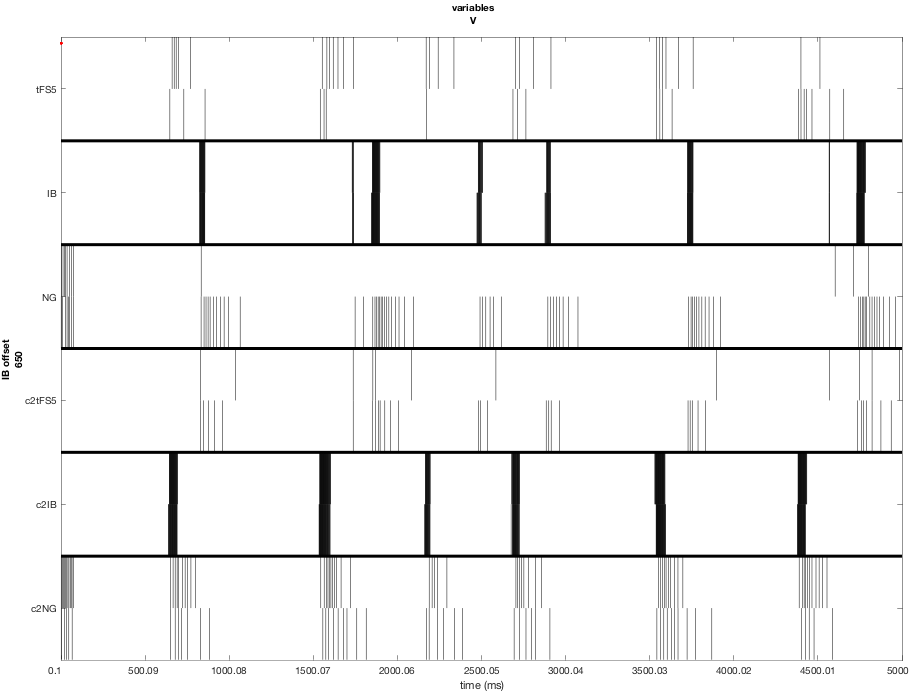 variables
V
tFS5
IB
NG
IB offset
650
c2tFS5
c2IB
c2NG
0.1 500.09 1000.08 1500.07 2000.06 2500.05 3000.04 3500.03 4000.02 4500.01 5000
time (ms)